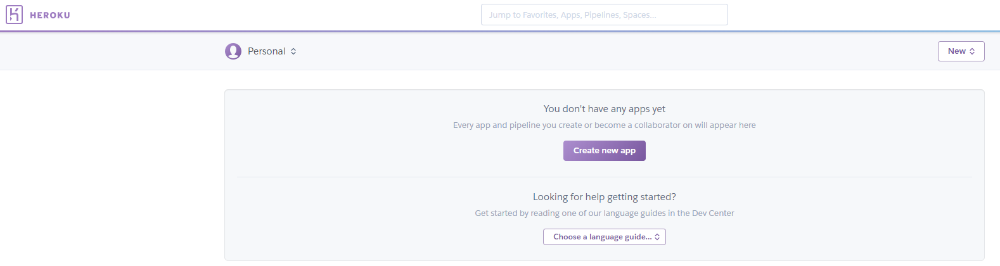 HEROKU
Jump to Favorites, Apps, Pipelines, Spaces...
Personal
New
You don't have any apps yet
Every app and pipeline you create or become a collaborator on will appear here
Create new app
Looking for help getting started?
Get started by reading one of our language guides in the Dev Center
Choose a language guide...